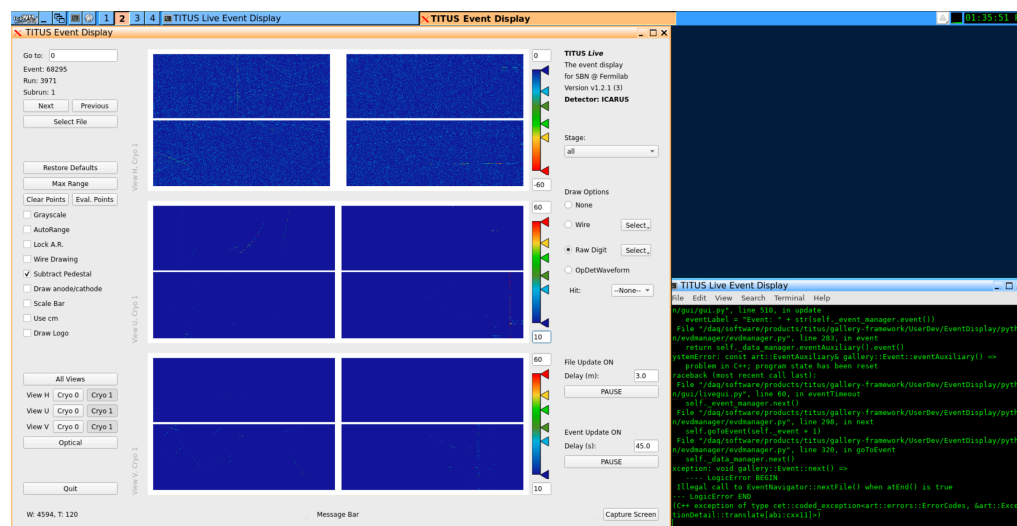 1 2 3 4 TITUS Live Event Display TITUS Event Display 01:35:51
TITUS Event Display
Go to: 0
Event: 68295
Run: 3971
Subrun: 1
Next Previous
Select File
Restore Defaults
Max Range
Clear Points Eval. Points
Grayscale
AutoRange
Lock A.R.
Wire Drawing
Subtract Pedestal
Draw anode/cathode
Scale Bar
Use cm
Draw Logo
All Views
View H Cryo 0 Cryo 1
View U Cryo 0 Cryo 1
View V Cryo 0 Cryo 1
Optical
Quit
W: 4594, T: 120
View H, Cryo 1
View U, Cryo 1
View V, Cryo 1
Message Bar
0
-60
60
10
60
10
TITUS Live
The event display
for SBN @ Fermilab
Version v1.2.1 (3)
Detector: ICARUS
Stage:
all
Draw Options
None
Wire Select
Raw Digit Select
OpDetWaveform
Hit: --None--
File Update ON
Delay (m): 3.0
PAUSE
Event Update ON
Delay (s): 45.0
PAUSE
Capture Screen
TITUS Live Event Display
File Edit View Search Terminal Help
n/gui/gui.py", line 510, in update
eventLabel = "Event: " + str(self._event_manager.event())
File "/daq/software/products/titus/gallery-framework/UserDev/EventDisplay/pyth
n/evdmanager/evdmanager.py", line 283, in event
return self._data_manager.eventAuxiliary().event()
ystemError: const art::EventAuxiliary& gallery::Event::eventAuxiliary() =>
problem in C++; program state has been reset
raceback (most recent call last):
File "/daq/software/products/titus/gallery-framework/UserDev/EventDisplay/pyth
n/gui/livegui.py", line 60, in eventTimeout
self._event_manager.next()
File "/daq/software/products/titus/gallery-framework/UserDev/EventDisplay/pyth
n/evdmanager/evdmanager.py", line 298, in next
self.goToEvent(self._event + 1)
File "/daq/software/products/titus/gallery-framework/UserDev/EventDisplay/pyth
n/evdmanager/evdmanager.py", line 320, in goToEvent
self._data_manager.next()
xception: void gallery::Event::next() =>
---- LogicError BEGIN
Illegal call to EventNavigator::nextFile() when atEnd() is true
--- LogicError END
(C++ exception of type cet::coded_exception<art::errors::ErrorCodes, &art::Exce
tionDetail::translate[abi:cxx11]>)